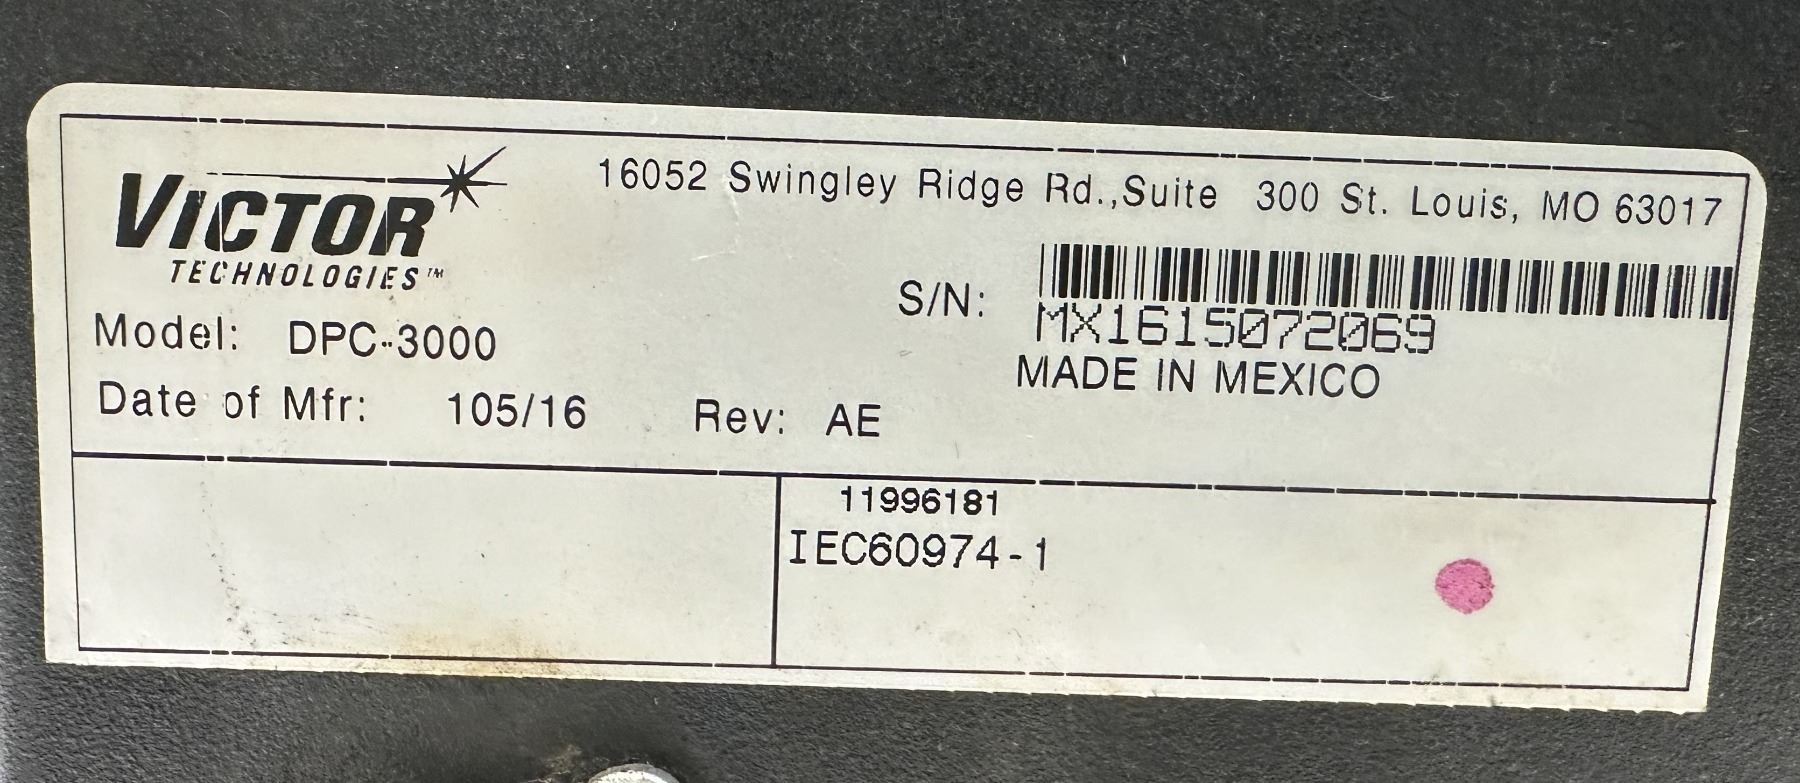 VICTOR
TECHNOLOGIES™
16052 Swingley Ridge Rd.,Suite 300 St. Louis, MO 63017
S/N: MX1615072069
MADE IN MEXICO
Model: DPC-3000
Date of Mfr: 105/16 Rev: AE
11996181
IEC60974-1